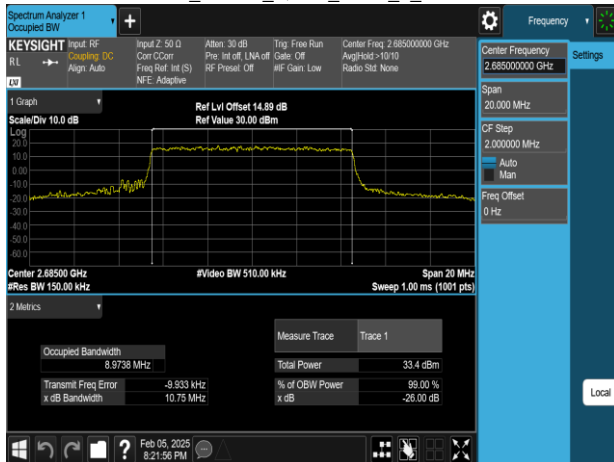 Spectrum Analyzer 1
Occupied BW
Frequency
KEYSIGHT
Input: RF
Coupling: DC
Align: Auto
Input Z: 50 Ω
Corr CCorr
Freq Ref: Int (S)
NFE: Adaptive
Atten: 30 dB
Pre: Int off, LNA off
RF Presel: Off
Trig: Free Run
Gate: Off
#IF Gain: Low
Center Freq: 2.685000000 GHz
Avg|Hold:>10/10
Radio Std: None
RL
LXI
Center Frequency
2.685000000 GHz
Settings
Span
20.000 MHz
CF Step
2.000000 MHz
Auto
Man
Freq Offset
0 Hz
1 Graph
Scale/Div 10.0 dB
Ref Lvl Offset 14.89 dB
Ref Value 30.00 dBm
Log
20.0
10.0
0.00
-10.0
-20.0
-30.0
-40.0
-50.0
-60.0
Center 2.68500 GHz
#Video BW 510.00 kHz
Span 20 MHz
#Res BW 150.00 kHz
Sweep 1.00 ms (1001 pts)
2 Metrics
Measure Trace
Trace 1
Occupied Bandwidth
8.9738 MHz
Total Power
33.4 dBm
Transmit Freq Error
-9.933 kHz
% of OBW Power
99.00 %
x dB Bandwidth
10.75 MHz
x dB
-26.00 dB
Local
?
Feb 05, 2025
8:21:56 PM